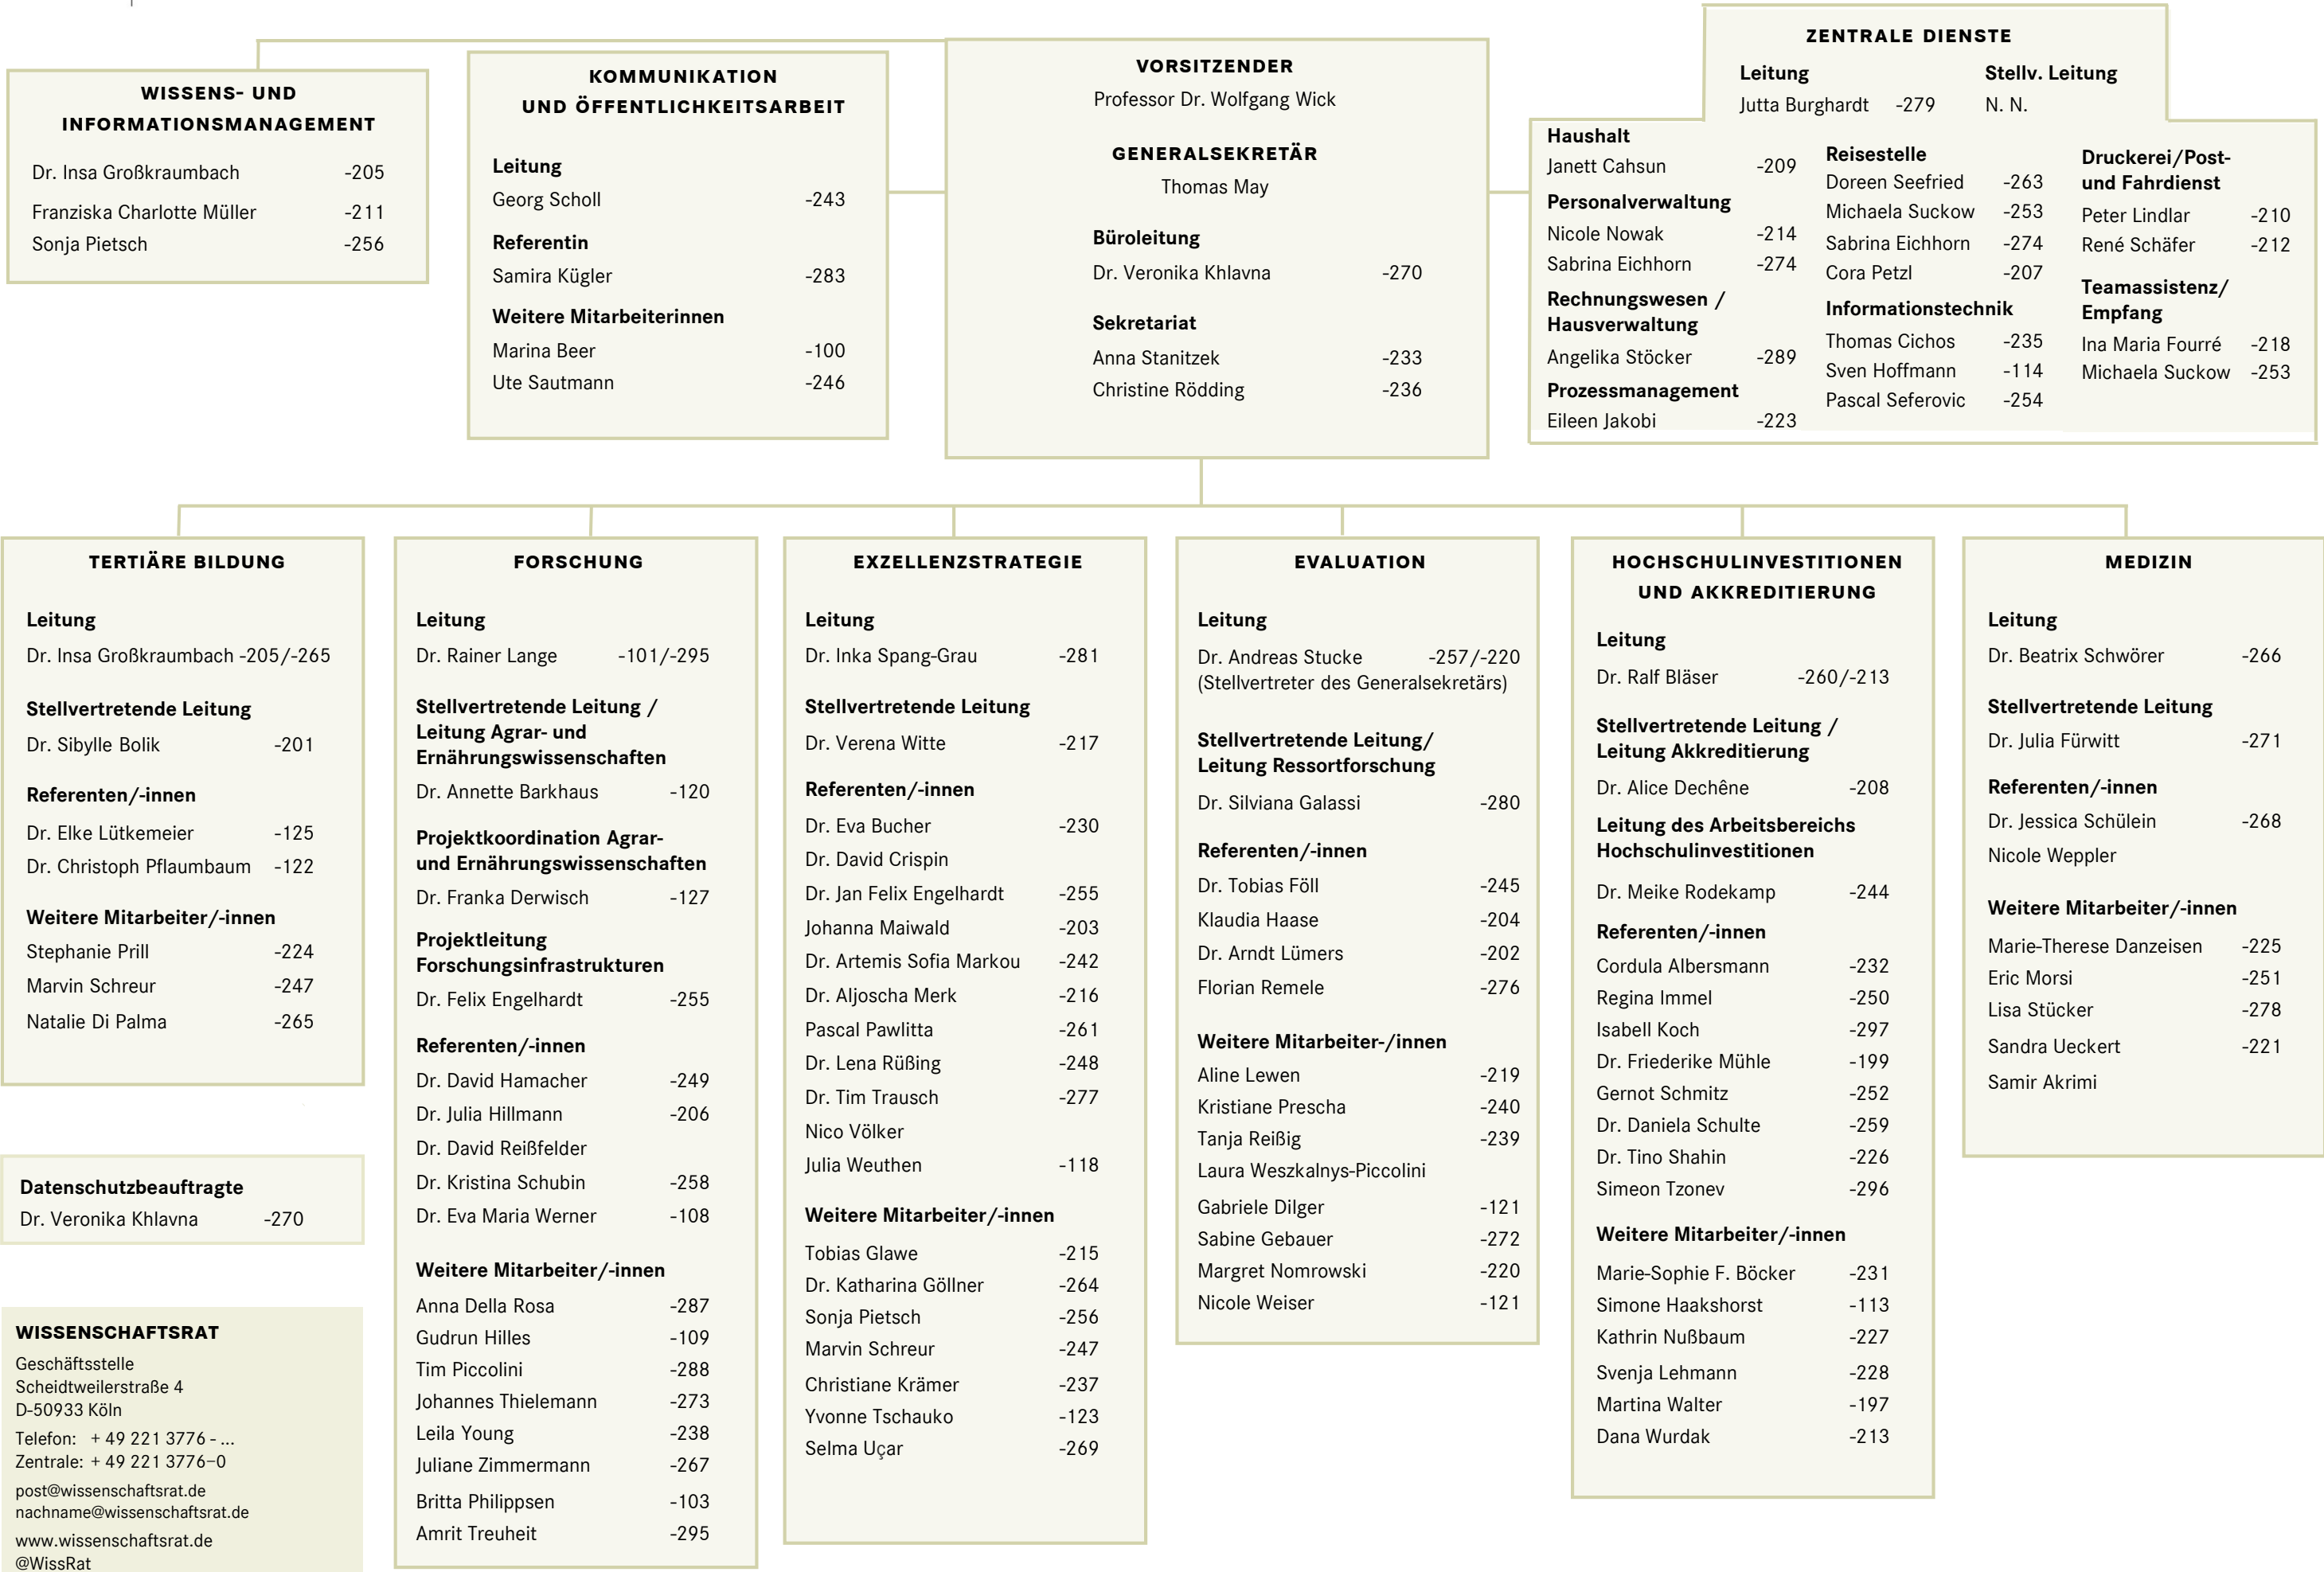 WISSENS- UND
INFORMATIONSMANAGEMENT
Dr. Insa Großkraumbach -205
Franziska Charlotte Müller -211
Sonja Pietsch -256
KOMMUNIKATION
UND ÖFFENTLICHKEITSARBEIT
Leitung
Georg Scholl -243
Referentin
Samira Kügler -283
Weitere Mitarbeiterinnen
Marina Beer -100
Ute Sautmann -246
VORSITZENDER
Professor Dr. Wolfgang Wick
GENERALSEKRETÄR
Thomas May
Büroleitung
Dr. Veronika Khlavna -270
Sekretariat
Anna Stanitzek -233
Christine Rödding -236
ZENTRALE DIENSTE
Leitung Stellv. Leitung
Jutta Burghardt -279 N. N.
Haushalt
Janett Cahsun -209
Personalverwaltung
Nicole Nowak -214
Sabrina Eichhorn -274
Rechnungswesen /
Hausverwaltung
Angelika Stöcker -289
Prozessmanagement
Eileen Jakobi -223
Reisestelle
Doreen Seefried -263
Michaela Suckow -253
Sabrina Eichhorn -274
Cora Petzl -207
Informationstechnik
Thomas Cichos -235
Sven Hoffmann -114
Pascal Seferovic -254
Druckerei/Post-
und Fahrdienst
Peter Lindlar -210
René Schäfer -212
Teamassistenz/
Empfang
Ina Maria Fourré -218
Michaela Suckow -253
TERTIÄRE BILDUNG
Leitung
Dr. Insa Großkraumbach -205/-265
Stellvertretende Leitung
Dr. Sibylle Bolik -201
Referenten/-innen
Dr. Elke Lütkemeier -125
Dr. Christoph Pflaumbaum -122
Weitere Mitarbeiter/-innen
Stephanie Prill -224
Marvin Schreur -247
Natalie Di Palma -265
Datenschutzbeauftragte
Dr. Veronika Khlavna -270
WISSENSCHAFTSRAT
Geschäftsstelle
Scheidtweilerstraße 4
D-50933 Köln
Telefon: + 49 221 3776 - ...
Zentrale: + 49 221 3776–0
post@wissenschaftsrat.de
nachname@wissenschaftsrat.de
www.wissenschaftsrat.de
@WissRat
FORSCHUNG
Leitung
Dr. Rainer Lange -101/-295
Stellvertretende Leitung /
Leitung Agrar- und
Ernährungswissenschaften
Dr. Annette Barkhaus -120
Projektkoordination Agrar-
und Ernährungswissenschaften
Dr. Franka Derwisch -127
Projektleitung
Forschungsinfrastrukturen
Dr. Felix Engelhardt -255
Referenten/-innen
Dr. David Hamacher -249
Dr. Julia Hillmann -206
Dr. David Reißfelder
Dr. Kristina Schubin -258
Dr. Eva Maria Werner -108
Weitere Mitarbeiter/-innen
Anna Della Rosa -287
Gudrun Hilles -109
Tim Piccolini -288
Johannes Thielemann -273
Leila Young -238
Juliane Zimmermann -267
Britta Philippsen -103
Amrit Treuheit -295
EXZELLENZSTRATEGIE
Leitung
Dr. Inka Spang-Grau -281
Stellvertretende Leitung
Dr. Verena Witte -217
Referenten/-innen
Dr. Eva Bucher -230
Dr. David Crispin
Dr. Jan Felix Engelhardt -255
Johanna Maiwald -203
Dr. Artemis Sofia Markou -242
Dr. Aljoscha Merk -216
Pascal Pawlitta -261
Dr. Lena Rüßing -248
Dr. Tim Trausch -277
Nico Völker
Julia Weuthen -118
Weitere Mitarbeiter/-innen
Tobias Glawe -215
Dr. Katharina Göllner -264
Sonja Pietsch -256
Marvin Schreur -247
Christiane Krämer -237
Yvonne Tschauko -123
Selma Uçar -269
EVALUATION
Leitung
Dr. Andreas Stucke -257/-220
(Stellvertreter des Generalsekretärs)
Stellvertretende Leitung/
Leitung Ressortforschung
Dr. Silviana Galassi -280
Referenten/-innen
Dr. Tobias Föll -245
Klaudia Haase -204
Dr. Arndt Lümers -202
Florian Remele -276
Weitere Mitarbeiter-/innen
Aline Lewen -219
Kristiane Prescha -240
Tanja Reißig -239
Laura Weszkalnys-Piccolini
Gabriele Dilger -121
Sabine Gebauer -272
Margret Nomrowski -220
Nicole Weiser -121
HOCHSCHULINVESTITIONEN
UND AKKREDITIERUNG
Leitung
Dr. Ralf Bläser -260/-213
Stellvertretende Leitung /
Leitung Akkreditierung
Dr. Alice Dechêne -208
Leitung des Arbeitsbereichs
Hochschulinvestitionen
Dr. Meike Rodekamp -244
Referenten/-innen
Cordula Albersmann -232
Regina Immel -250
Isabell Koch -297
Dr. Friederike Mühle -199
Gernot Schmitz -252
Dr. Daniela Schulte -259
Dr. Tino Shahin -226
Simeon Tzonev -296
Weitere Mitarbeiter/-innen
Marie-Sophie F. Böcker -231
Simone Haakshorst -113
Kathrin Nußbaum -227
Svenja Lehmann -228
Martina Walter -197
Dana Wurdak -213
MEDIZIN
Leitung
Dr. Beatrix Schwörer -266
Stellvertretende Leitung
Dr. Julia Fürwitt -271
Referenten/-innen
Dr. Jessica Schülein -268
Nicole Weppler
Weitere Mitarbeiter/-innen
Marie-Therese Danzeisen -225
Eric Morsi -251
Lisa Stücker -278
Sandra Ueckert -221
Samir Akrimi